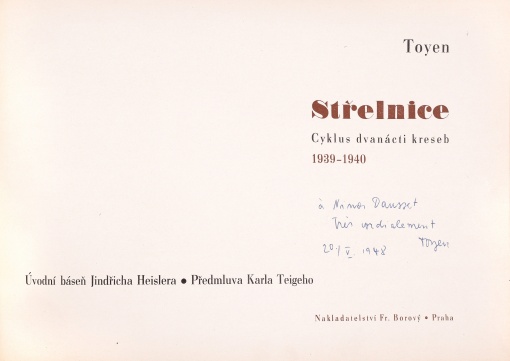 Toyen
Střelnice
Cyklus dvanácti kreseb
1939-1940
à Ninon Dausset
Très cordialement
20/V. 1948 Toyen
Úvodní báseň Jindřicha Heislera • Předmluva Karla Teigeho
Nakladatelství Fr. Borový • Praha